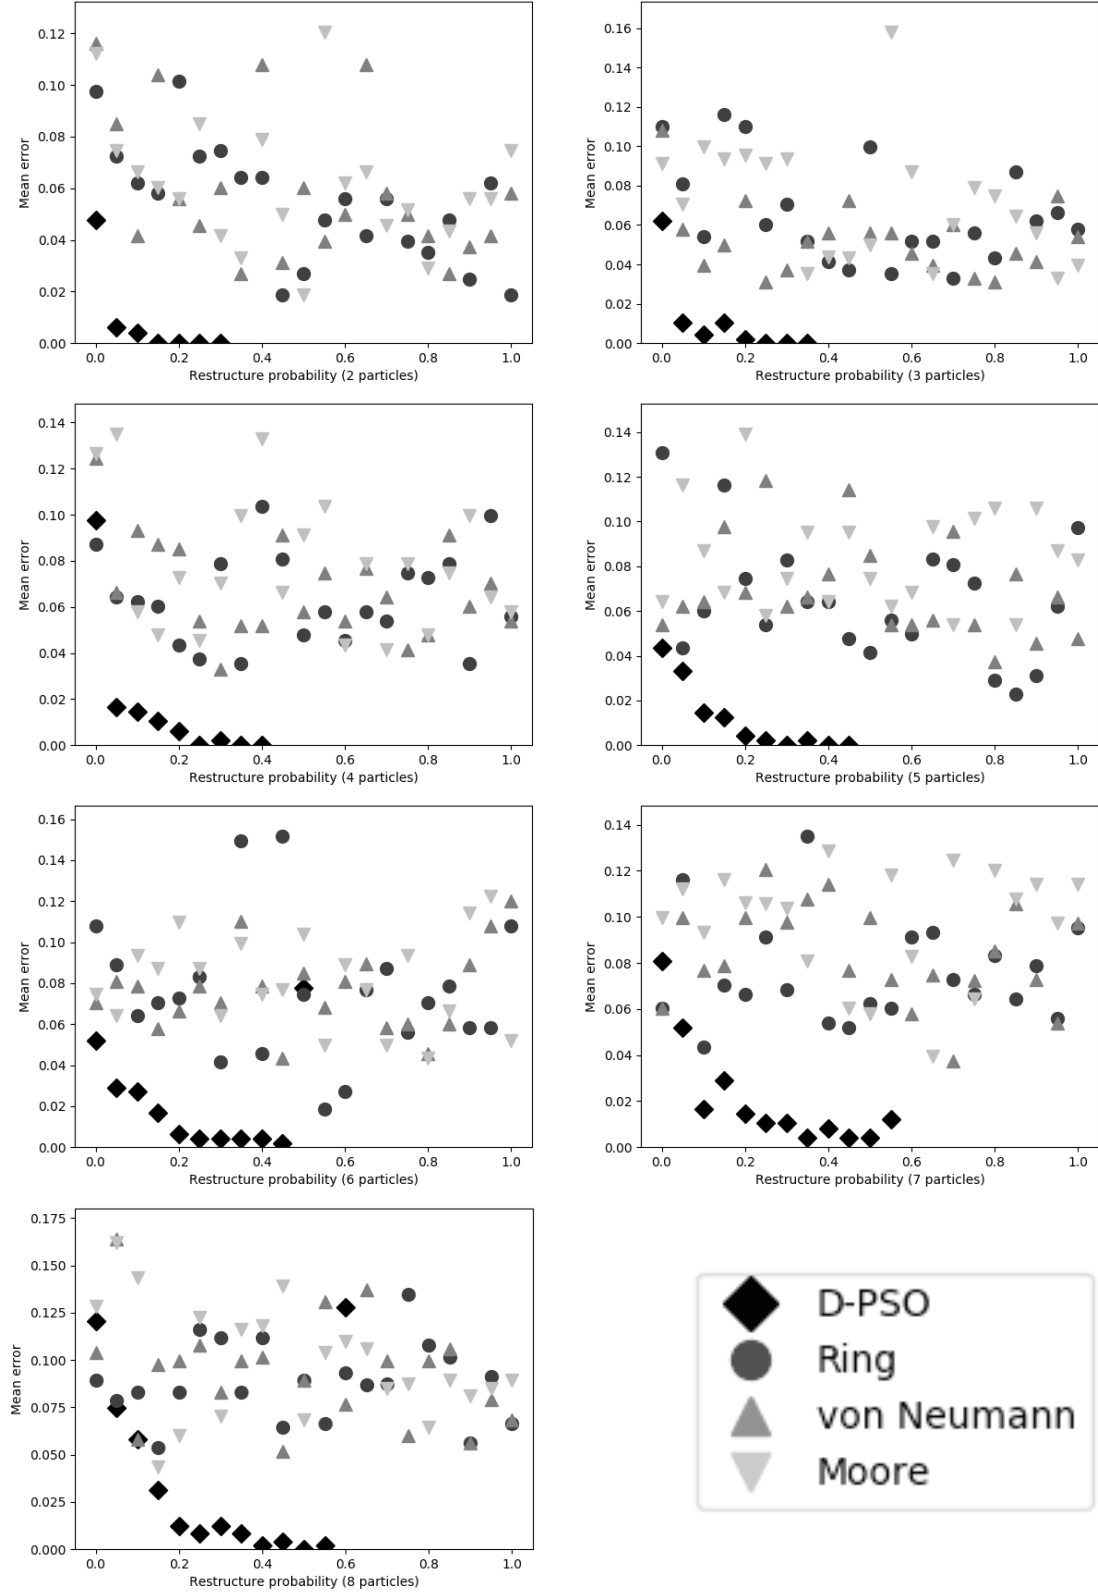 0.12
0.10
0.08
0.06
0.04
0.02
0.00
Mean error
0.0 0.2 0.4 0.6 0.8 1.0
Restructure probability (2 particles)
0.16
0.14
0.12
0.10
0.08
0.06
0.04
0.02
0.00
Mean error
0.0 0.2 0.4 0.6 0.8 1.0
Restructure probability (3 particles)
0.14
0.12
0.10
0.08
0.06
0.04
0.02
0.00
Mean error
0.0 0.2 0.4 0.6 0.8 1.0
Restructure probability (4 particles)
0.14
0.12
0.10
0.08
0.06
0.04
0.02
0.00
Mean error
0.0 0.2 0.4 0.6 0.8 1.0
Restructure probability (5 particles)
0.16
0.14
0.12
0.10
0.08
0.06
0.04
0.02
0.00
Mean error
0.0 0.2 0.4 0.6 0.8 1.0
Restructure probability (6 particles)
0.14
0.12
0.10
0.08
0.06
0.04
0.02
0.00
Mean error
0.0 0.2 0.4 0.6 0.8 1.0
Restructure probability (7 particles)
0.175
0.150
0.125
0.100
0.075
0.050
0.025
0.000
Mean error
0.0 0.2 0.4 0.6 0.8 1.0
Restructure probability (8 particles)
D-PSO
Ring
von Neumann
Moore